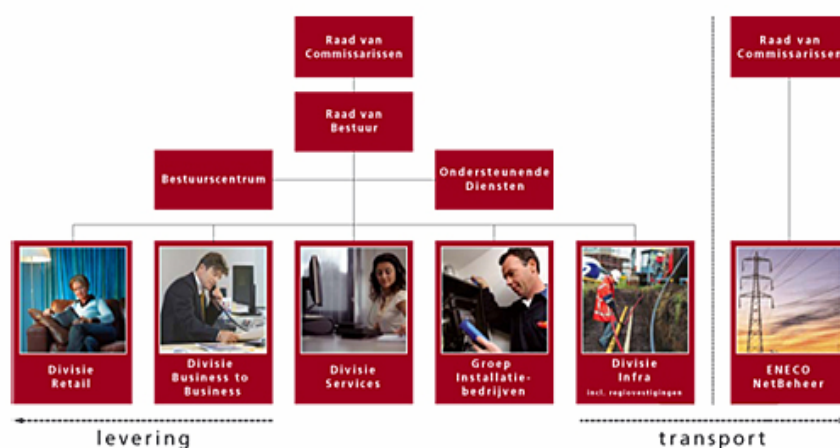 Raad van
Commissarissen
Raad van
Commissarissen
Raad van
Bestuur
Bestuurscentrum
Ondersteunende
Diensten
Divisie
Retail
Divisie
Business to
Business
Divisie
Services
Groep
Installatie-
bedrijven
Divisie
Infra
incl. regiovestigingen
ENECO
NetBeheer
levering
transport